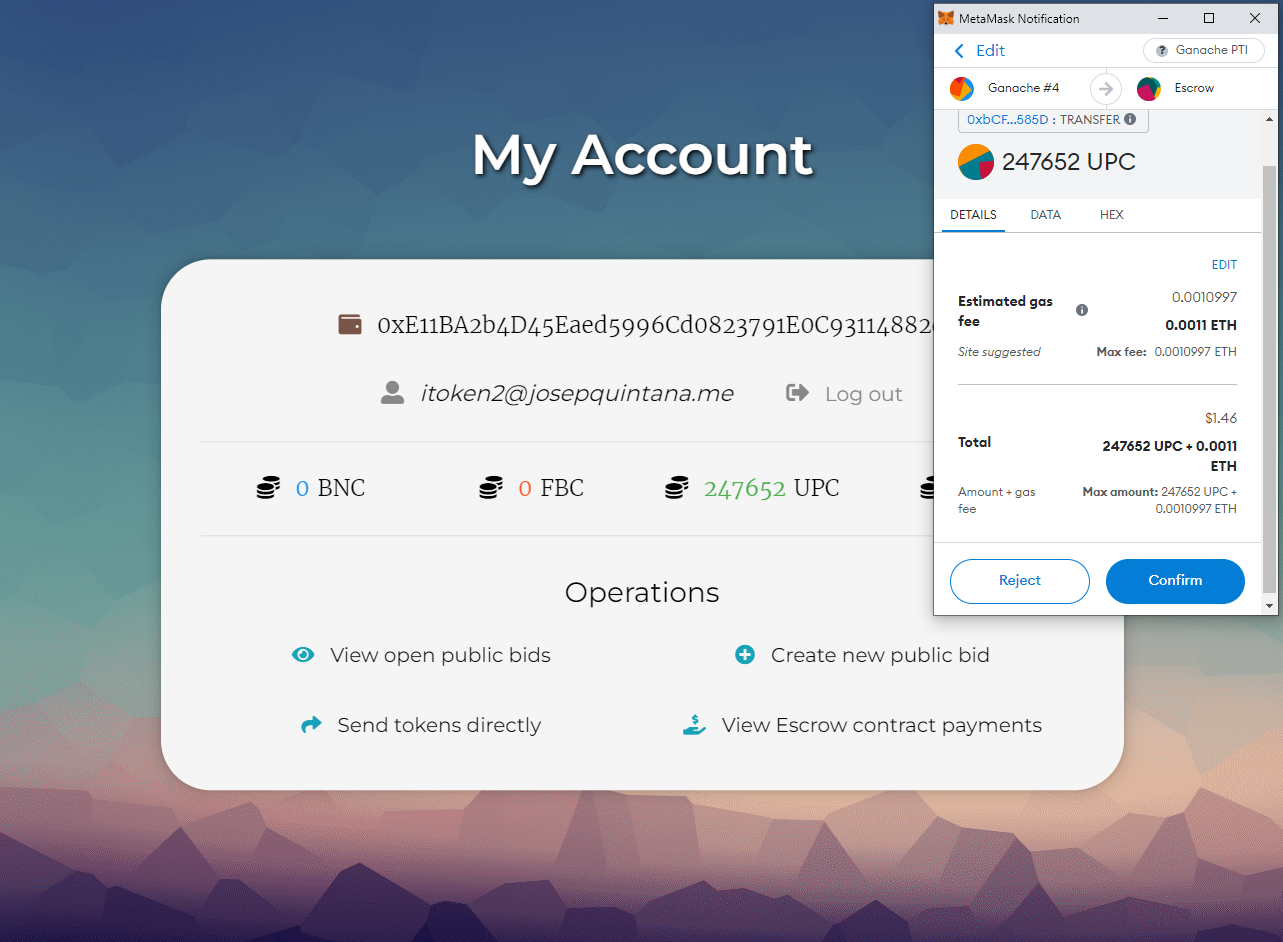 MetaMask Notification
Edit
Ganache PTI
Ganache #4
Escrow
0xbCF...585D : TRANSFER
247652 UPC
DETAILS DATA HEX
EDIT
Estimated gas fee
0.0010997
0.0011 ETH
Site suggested
Max fee: 0.0010997 ETH
$1.46
Total
247652 UPC + 0.0011
ETH
Amount + gas
fee
Max amount: 247652 UPC +
0.0010997 ETH
Reject
Confirm
My Account
0xE11BA2b4D45Eaed5996Cd0823791E0C93114882
itoken2@josepquintana.me
Log out
0 BNC
0 FBC
247652 UPC
Operations
View open public bids
Create new public bid
Send tokens directly
View Escrow contract payments